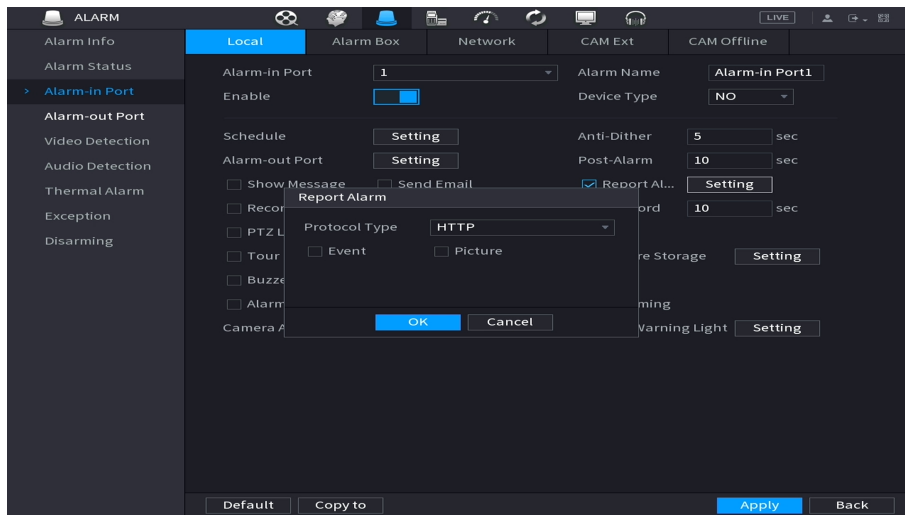 ALARM
LIVE
Alarm Info
Alarm Status
> Alarm-in Port
Alarm-out Port
Video Detection
Audio Detection
Thermal Alarm
Exception
Disarming
Local Alarm Box Network CAM Ext CAM Offline
Alarm-in Port 1 Alarm Name Alarm-in Port1
Enable Device Type NO
Schedule Setting Anti-Dither 5 sec
Alarm-out Port Setting Post-Alarm 10 sec
Show Message Send Email Report Al... Setting
Recor ord 10 sec
PTZ L
Tour re Storage Setting
Buzze
Alarm ming
Camera A Warning Light Setting
Report Alarm
Protocol Type HTTP
Event Picture
OK Cancel
Default Copy to Apply Back